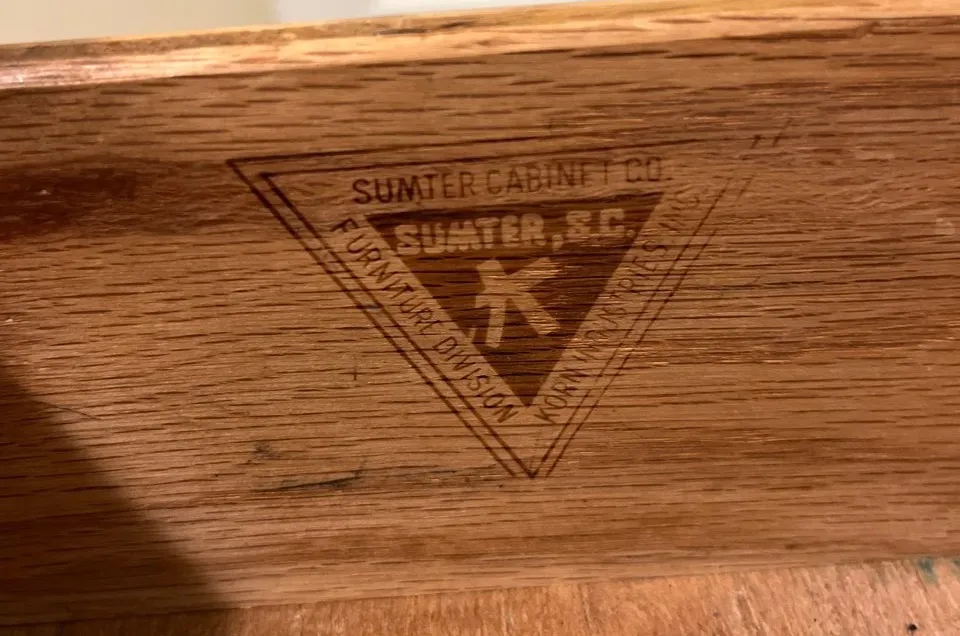 SUMTER CABINET CO.
SUMTER, S.C.
K
FURNITURE DIVISION
KORN INDUSTRIES INC